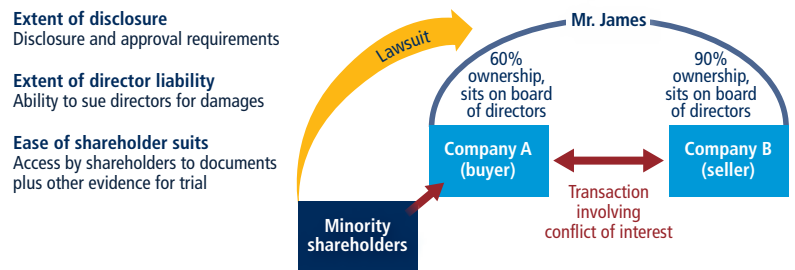 Extent of disclosure
Disclosure and approval requirements
Extent of director liability
Ability to sue directors for damages
Ease of shareholder suits
Access by shareholders to documents
plus other evidence for trial
Mr. James
Lawsuit
60%
ownership,
sits on board
of directors
90%
ownership,
sits on board
of directors
Company A
(buyer)
Company B
(seller)
Transaction
involving
conflict of interest
Minority
shareholders